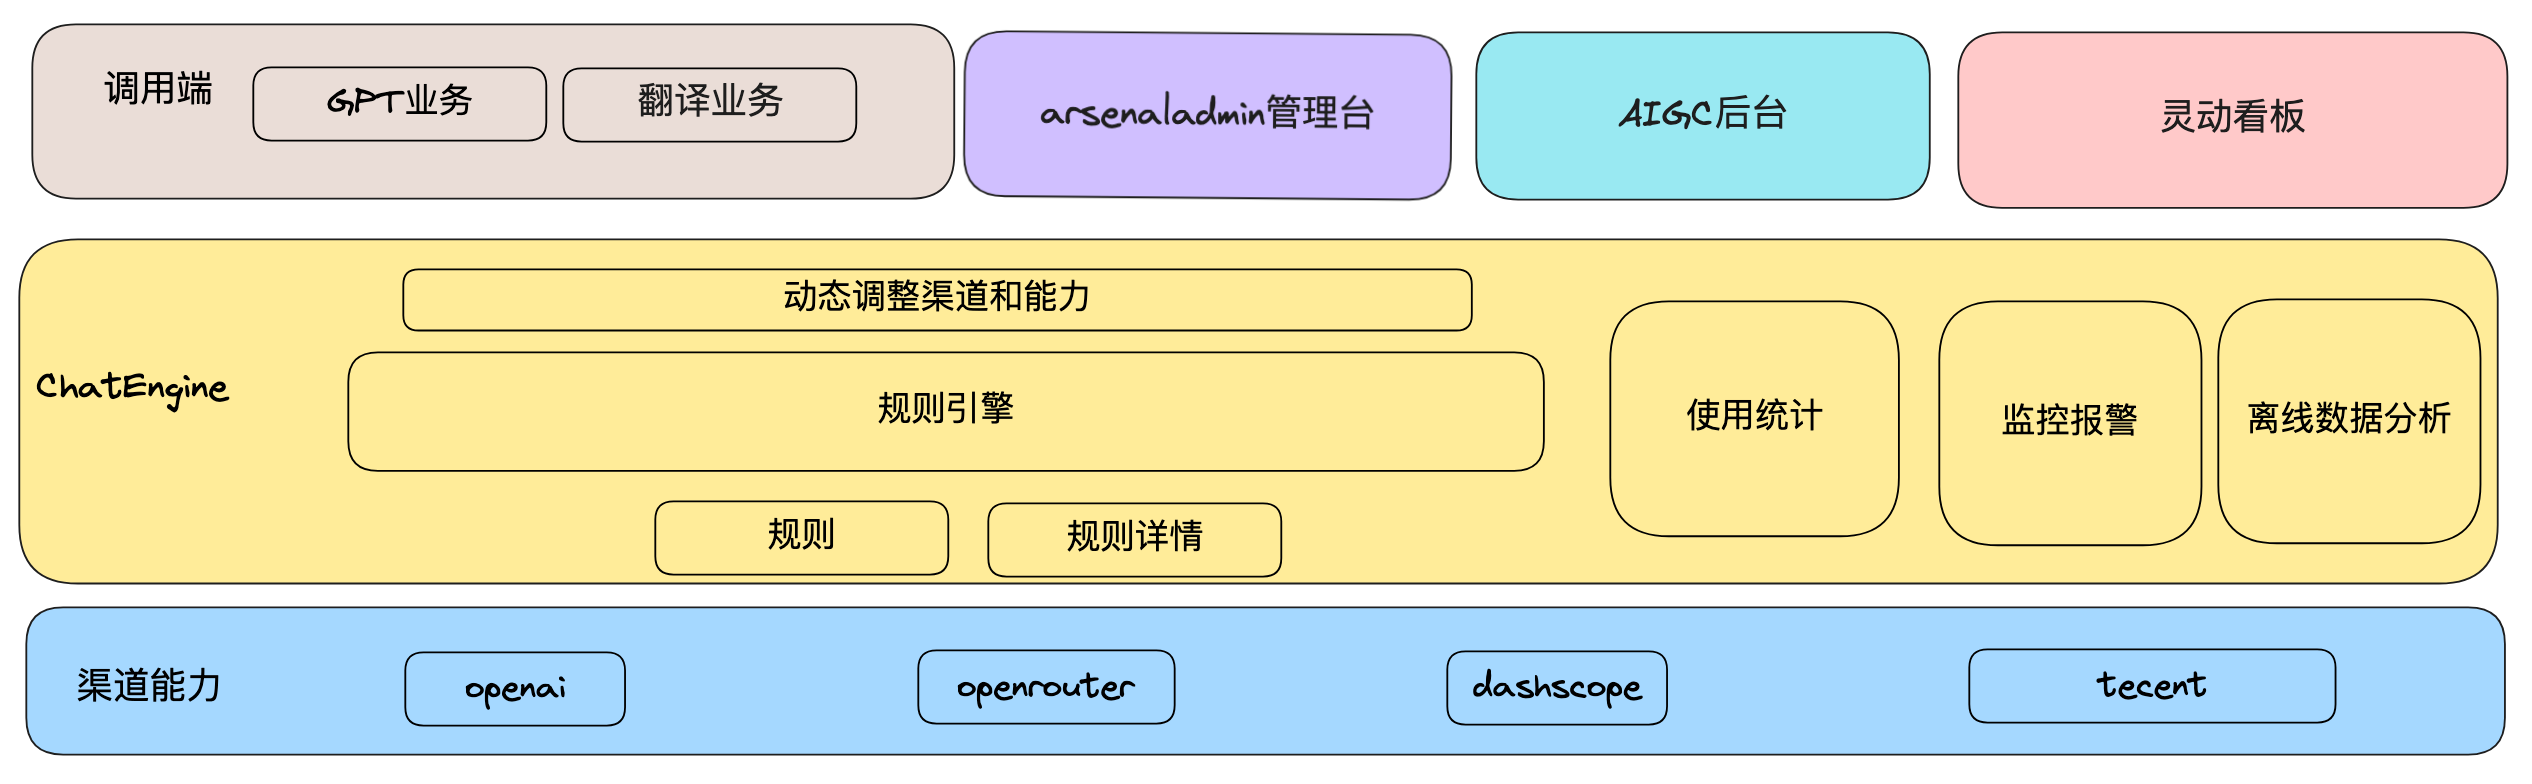 调用端
GPT业务
翻译业务
arsenaladmin管理台
AIGC后台
灵动看板
动态调整渠道和能力
ChatEngine
规则引擎
使用统计
监控报警
离线数据分析
规则
规则详情
渠道能力
openai
openrouter
dashscope
tecent